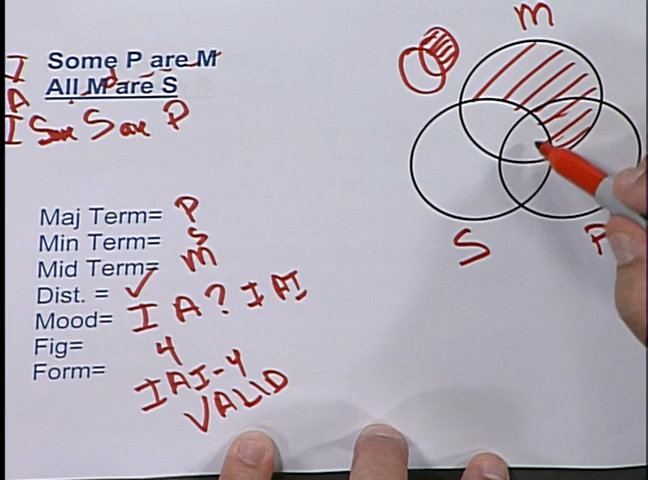 I Some P are M
A All M are S
I Some S are P
Maj Term= P
Min Term= S
Mid Term= M
Dist. = ✓
Mood= I A ? IAI
Fig= 4
Form= IAI-4
VALID
M
S
P